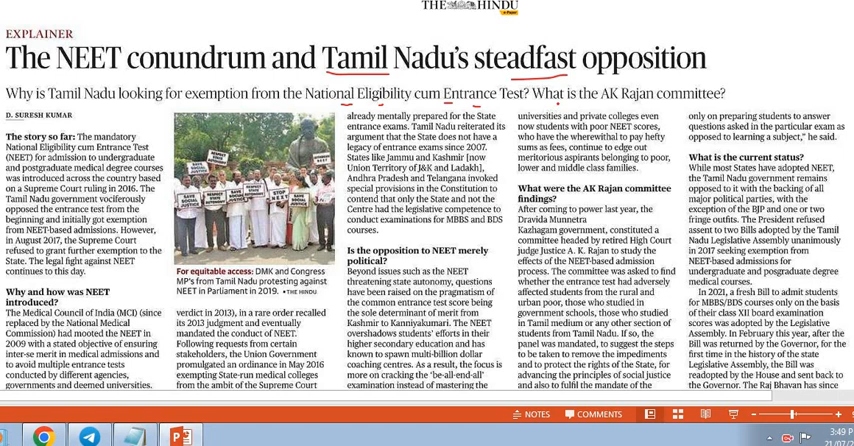 THE HINDU
e Paper
EXPLAINER
The NEET conundrum and Tamil Nadu's steadfast opposition
Why is Tamil Nadu looking for exemption from the National Eligibility cum Entrance Test? What is the AK Rajan committee?
D. SURESH KUMAR
The story so far: The mandatory
National Eligibility cum Entrance Test
(NEET) for admission to undergraduate
and postgraduate medical degree courses
was introduced across the country based
on a Supreme Court ruling in 2016. The
Tamil Nadu government vociferously
opposed the entrance test from the
beginning and initially got exemption
from NEET-based admissions. However,
in August 2017, the Supreme Court
refused to grant further exemption to the
State. The legal fight against NEET
continues to this day.
Why and how was NEET
introduced?
The Medical Council of India (MCI) (since
replaced by the National Medical
Commission) had mooted the NEET in
2009 with a stated objective of ensuring
inter-se merit in medical admissions and
to avoid multiple entrance tests
conducted by different agencies,
governments and deemed universities.
SAVE SOCIAL JUSTICE
STOP NEET
For equitable access: DMK and Congress
MP's from Tamil Nadu protesting against
NEET in Parliament in 2019. • THE HINDU
verdict in 2013), in a rare order recalled
its 2013 judgment and eventually
mandated the conduct of NEET.
Following requests from certain
stakeholders, the Union Government
promulgated an ordinance in May 2016
exempting State-run medical colleges
from the ambit of the Supreme Court
already mentally prepared for the State
entrance exams. Tamil Nadu reiterated its
argument that the State does not have a
legacy of entrance exams since 2007.
States like Jammu and Kashmir [now
Union Territory of J&K and Ladakh],
Andhra Pradesh and Telangana invoked
special provisions in the Constitution to
contend that only the State and not the
Centre had the legislative competence to
conduct examinations for MBBS and BDS
courses.
Is the opposition to NEET merely
political?
Beyond issues such as the NEET
threatening state autonomy, questions
have been raised on the pragmatism of
the common entrance test score being
the sole determinant of merit from
Kashmir to Kanniyakumari. The NEET
overshadows students' efforts in their
higher secondary education and has
known to spawn multi-billion dollar
coaching centres. As a result, the focus is
more on cracking the 'be-all-end-all'
examination instead of mastering the
universities and private colleges even
now students with poor NEET scores,
who have the wherewithal to pay hefty
sums as fees, continue to edge out
meritorious aspirants belonging to poor,
lower and middle class families.
What were the AK Rajan committee
findings?
After coming to power last year, the
Dravida Munnetra
Kazhagam government, constituted a
committee headed by retired High Court
judge Justice A. K. Rajan to study the
effects of the NEET-based admission
process. The committee was asked to find
whether the entrance test had adversely
affected students from the rural and
urban poor, those who studied in
government schools, those who studied
in Tamil medium or any other section of
students from Tamil Nadu. If so, the
panel was mandated, to suggest the steps
to be taken to remove the impediments
and to protect the rights of the State, for
advancing the principles of social justice
and also to fulfil the mandate of the
only on preparing students to answer
questions asked in the particular exam as
opposed to learning a subject," he said.
What is the current status?
While most States have adopted NEET,
the Tamil Nadu government remains
opposed to it with the backing of all
major political parties, with the
exception of the BJP and one or two
fringe outfits. The President refused
assent to two Bills adopted by the Tamil
Nadu Legislative Assembly unanimously
in 2017 seeking exemption from
NEET-based admissions for
undergraduate and posgraduate degree
medical courses.
In 2021, a fresh Bill to admit students
for MBBS/BDS courses only on the basis
of their class XII board examination
scores was adopted by the Legislative
Assembly. In February this year, after the
Bill was returned by the Governor, for the
first time in the history of the state
Legislative Assembly, the Bill was
readopted by the House and sent back to
the Governor. The Raj Bhavan has since
NOTES
COMMENTS
3:49 P
21/07/2